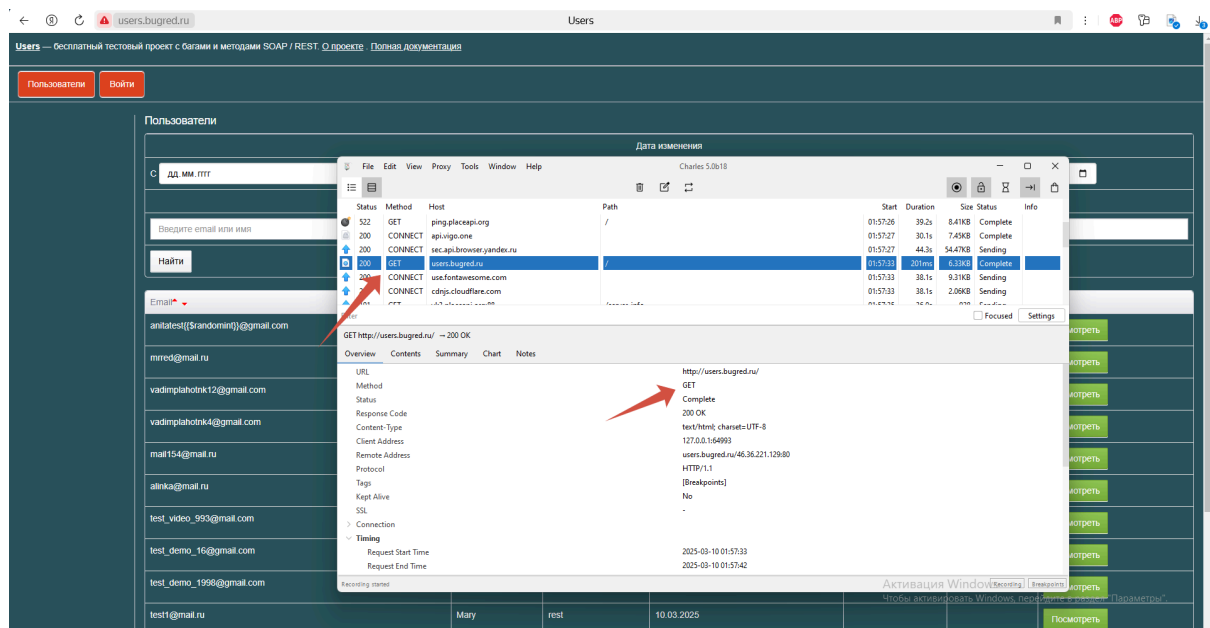 users.bugred.ru Users
Users — бесплатный тестовый проект с багами и методами SOAP / REST. О проекте . Полная документация
Пользователи Войти
Пользователи
Дата изменения
С дд.мм.гггг
Введите email или имя
Найти
Email
anitatest{{$randomint}}@gmail.com
mrred@mail.ru
vadimplahotnk12@gmail.com
vadimplahotnk4@gmail.com
mail154@mail.ru
alinka@mail.ru
test_video_993@mail.com
test_demo_16@gmail.com
test_demo_1998@gmail.com
test1@mail.ru Mary rest 10.03.2025 Посмотреть
File Edit View Proxy Tools Window Help Charles 5.0b18
Status Method Host Path Start Duration Size Status Info
522 GET ping.placeapi.org / 01:57:26 39.2s 8.41KB Complete
200 CONNECT api.vigo.one 01:57:27 30.1s 7.45KB Complete
200 CONNECT sec.api.browser.yandex.ru 01:57:27 44.3s 54.47KB Sending
200 GET users.bugred.ru / 01:57:33 201ms 6.33KB Complete
200 CONNECT use.fontawesome.com 01:57:33 38.1s 9.31KB Sending
CONNECT cdnjs.cloudflare.com 01:57:33 38.1s 2.06KB Sending
Focused Settings
GET http://users.bugred.ru/ → 200 OK
Overview Contents Summary Chart Notes
URL http://users.bugred.ru/
Method GET
Status Complete
Response Code 200 OK
Content-Type text/html; charset=UTF-8
Client Address 127.0.0.1:64993
Remote Address users.bugred.ru/46.36.221.129:80
Protocol HTTP/1.1
Tags [Breakpoints]
Kept Alive No
SSL -
Connection
Timing
Request Start Time 2025-03-10 01:57:33
Request End Time 2025-03-10 01:57:42
Recording started Recording Breakpoints
Активация Windows
Чтобы активировать Windows, перейдите в раздел "Параметры".